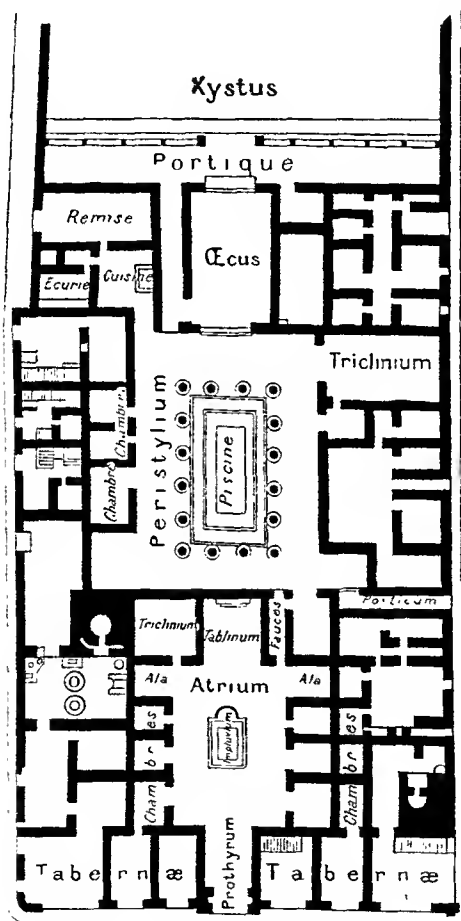 Xystus
Portique
Remise
Œcus
Cuisine
Ecurie
Triclinium
Peristylium
Chambre
Piscine
Chambre
Posticum
Triclinium
Tablinum
Fauces
Ala
Atrium
Ala
Impluvium
Chambres
Chambres
Prothyrum
Tabernæ
Tabernæ